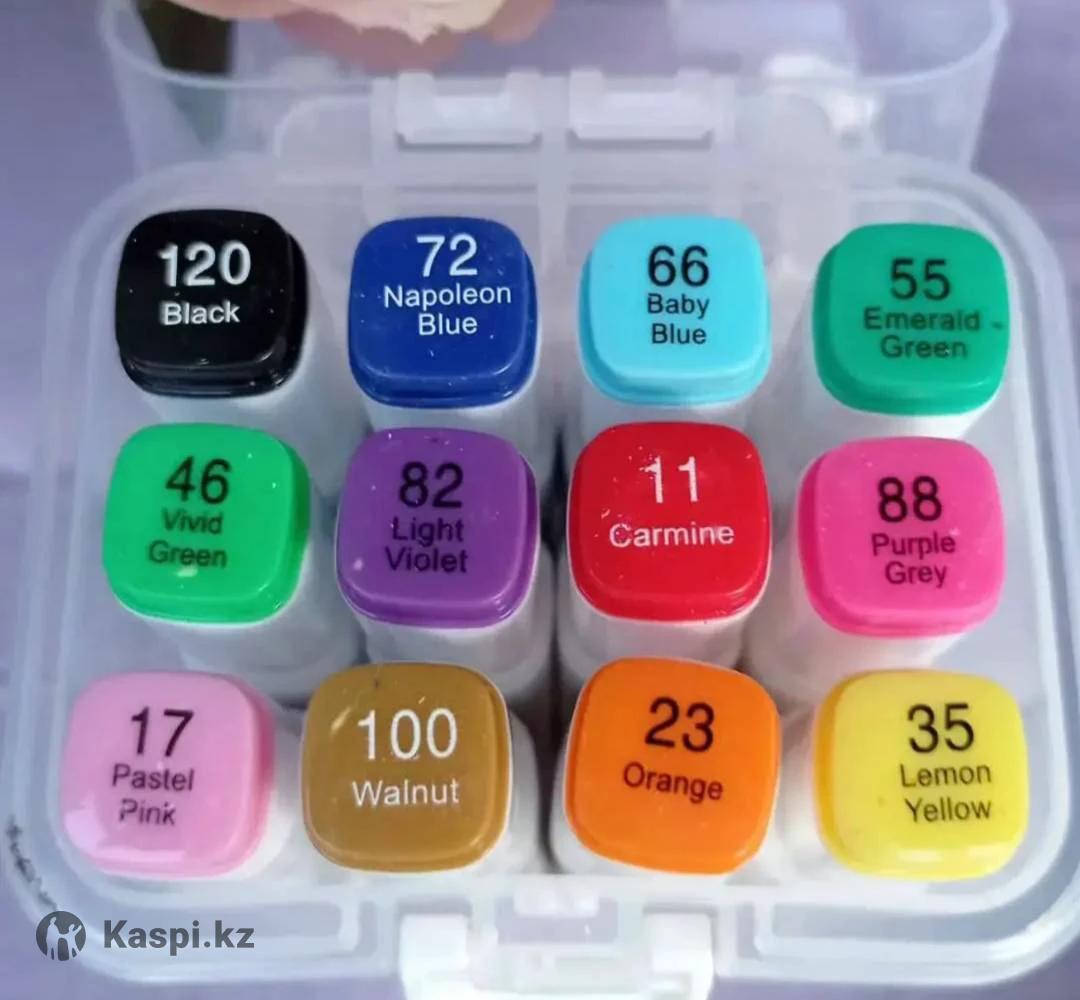 120
Black
72
Napoleon
Blue
66
Baby
Blue
55
Emerald
Green
46
Vivid
Green
82
Light
Violet
11
Carmine
88
Purple
Grey
17
Pastel
Pink
100
Walnut
23
Orange
35
Lemon
Yellow
Kaspi.kz